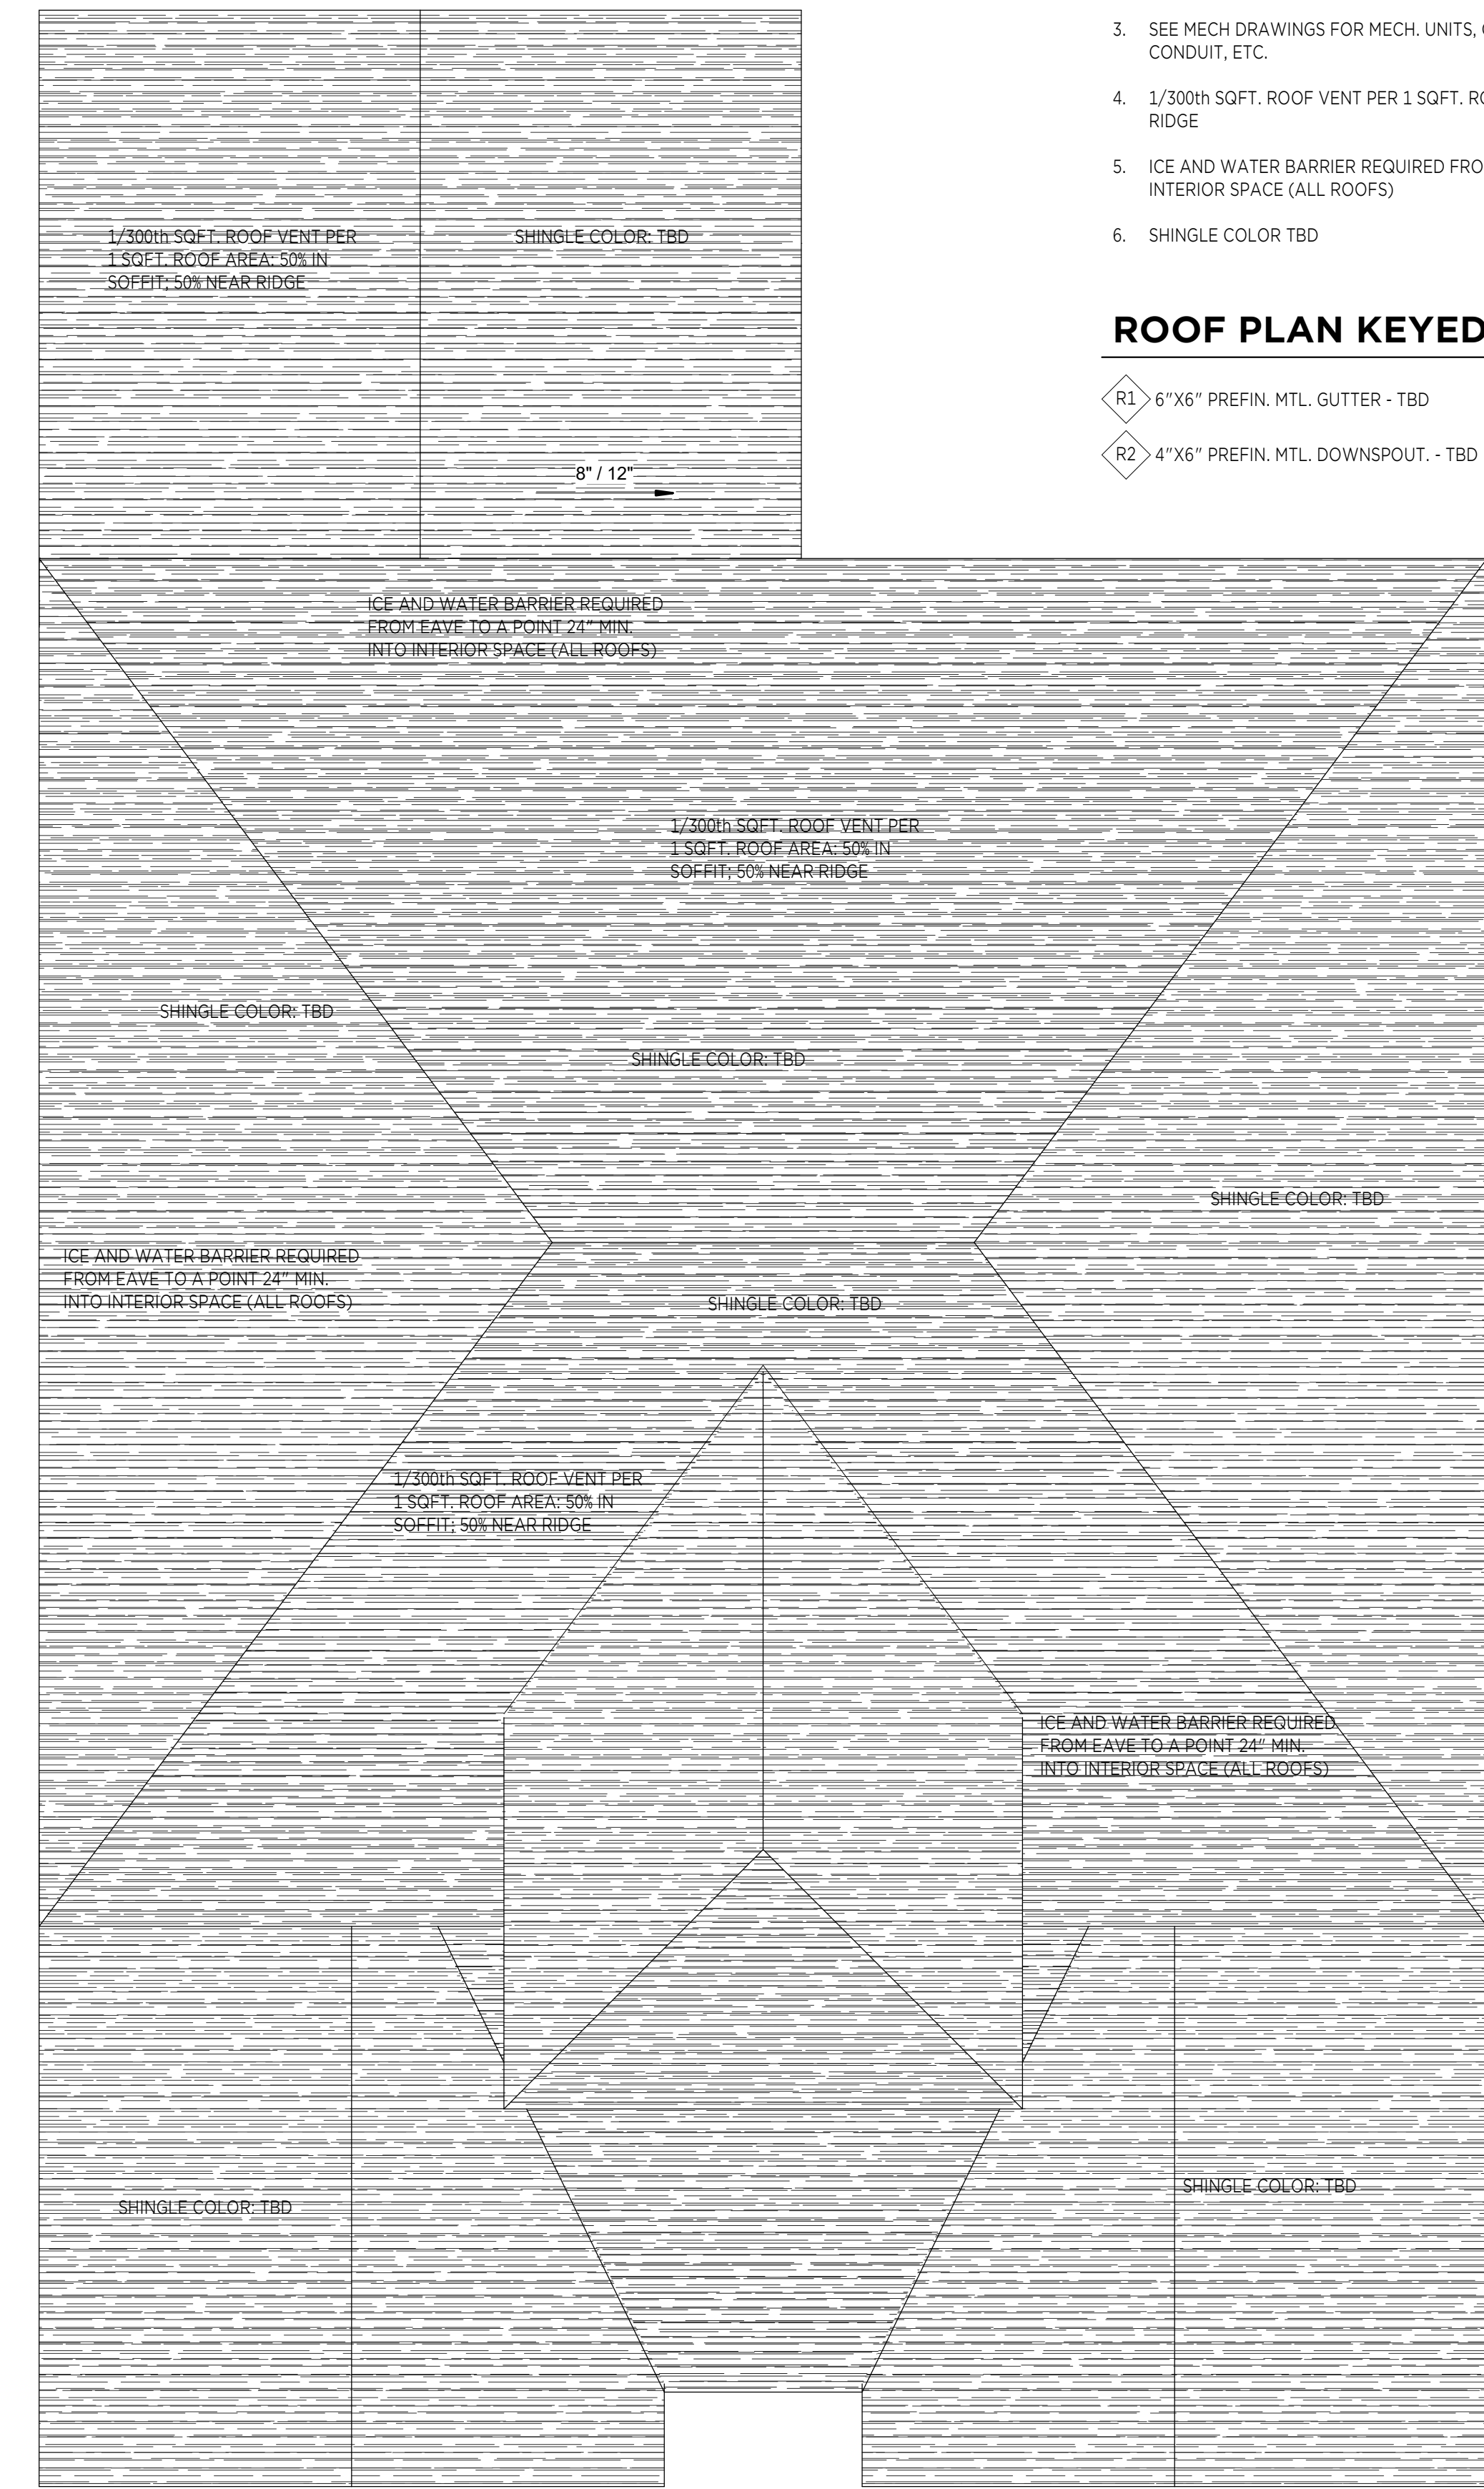 3. SEE MECH DRAWINGS FOR MECH. UNITS,
CONDUIT, ETC.
4. 1/300th SQFT. ROOF VENT PER 1 SQFT.
RIDGE
5. ICE AND WATER BARRIER REQUIRED
INTERIOR SPACE (ALL ROOFS)
6. SHINGLE COLOR TBD
ROOF PLAN KEYED
R1 6"X6" PREFIN. MTL. GUTTER - TBD
R2 4"X6" PREFIN. MTL. DOWNSPOUT. - TBD
1/300th SQFT. ROOF VENT PER
1 SQFT. ROOF AREA: 50% IN
SOFFIT; 50% NEAR RIDGE
SHINGLE COLOR: TBD
8" / 12"
ICE AND WATER BARRIER REQUIRED
FROM EAVE TO A POINT 24" MIN.
INTO INTERIOR SPACE (ALL ROOFS)
1/300th SQFT. ROOF VENT PER
1 SQFT. ROOF AREA: 50% IN
SOFFIT; 50% NEAR RIDGE
SHINGLE COLOR: TBD
SHINGLE COLOR: TBD
SHINGLE COLOR: TBD
ICE AND WATER BARRIER REQUIRED
FROM EAVE TO A POINT 24" MIN.
INTO INTERIOR SPACE (ALL ROOFS)
SHINGLE COLOR: TBD
1/300th SQFT. ROOF VENT PER
1 SQFT. ROOF AREA: 50% IN
SOFFIT; 50% NEAR RIDGE
ICE AND WATER BARRIER REQUIRED
FROM EAVE TO A POINT 24" MIN.
INTO INTERIOR SPACE (ALL ROOFS)
SHINGLE COLOR: TBD
SHINGLE COLOR: TBD